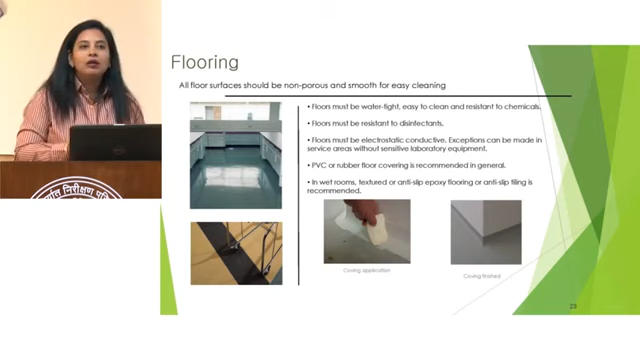 Flooring
All floor surfaces should be non-porous and smooth for easy cleaning
• Floors must be water-tight, easy to clean and resistant to chemicals.
• Floors must be resistant to disinfectants.
• Floors must be electrostatic conductive. Exceptions can be made in
service areas without sensitive laboratory equipment.
• PVC or rubber floor covering is recommended in general.
• In wet rooms, textured or anti-slip epoxy flooring or anti-slip tiling is
recommended.
Coving application
Coving finished
23
निरीक्षण